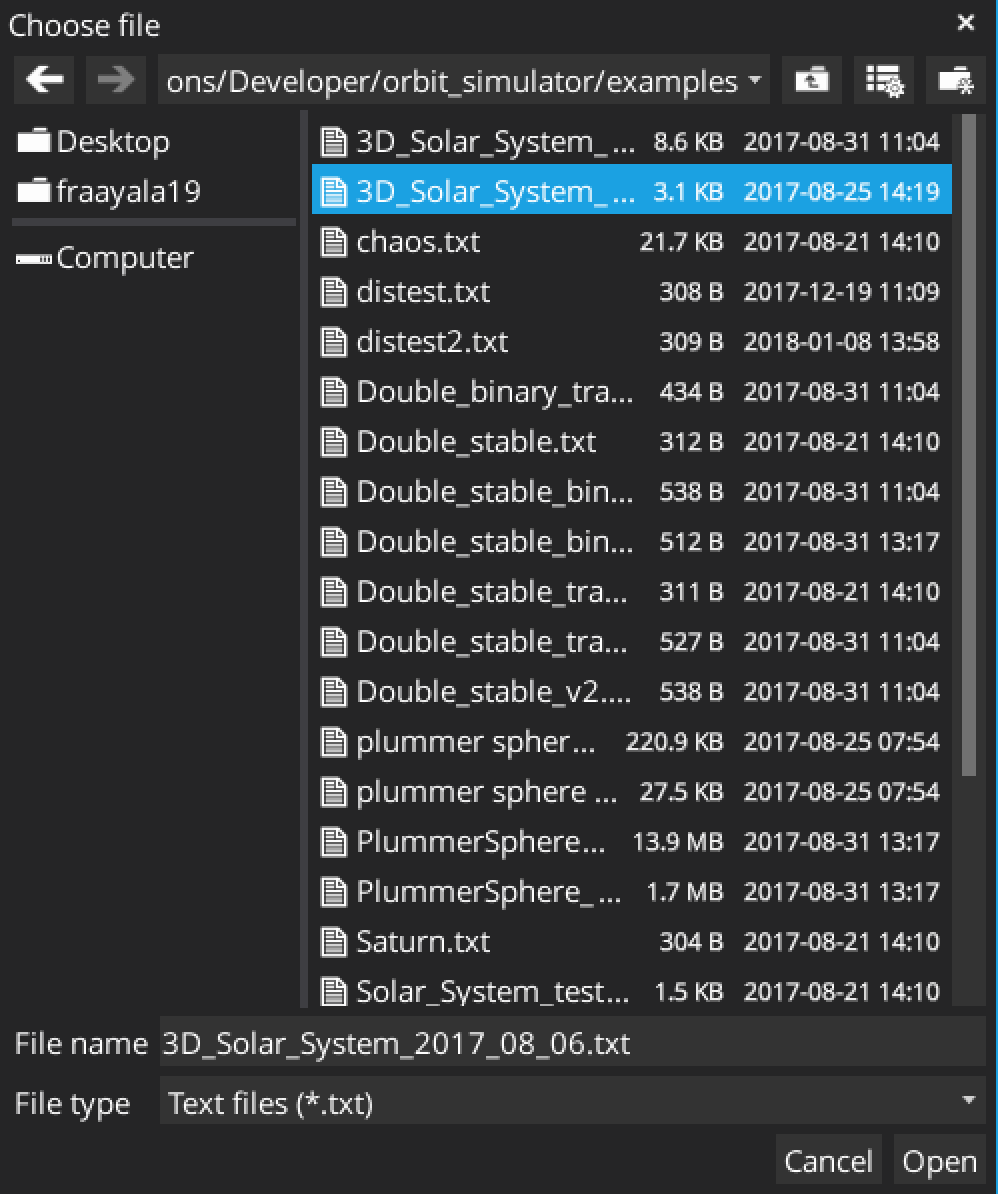 Choose file
ons/Developer/orbit_simulator/examples
Desktop
fraayala19
Computer
3D_Solar_System_... 8.6 KB 2017-08-31 11:04
3D_Solar_System_... 3.1 KB 2017-08-25 14:19
chaos.txt 21.7 KB 2017-08-21 14:10
distest.txt 308 B 2017-12-19 11:09
distest2.txt 309 B 2018-01-08 13:58
Double_binary_tra... 434 B 2017-08-31 11:04
Double_stable.txt 312 B 2017-08-21 14:10
Double_stable_bin... 538 B 2017-08-31 11:04
Double_stable_bin... 512 B 2017-08-31 13:17
Double_stable_tra... 311 B 2017-08-21 14:10
Double_stable_tra... 527 B 2017-08-31 11:04
Double_stable_v2.... 538 B 2017-08-31 11:04
plummer spher... 220.9 KB 2017-08-25 07:54
plummer sphere ... 27.5 KB 2017-08-25 07:54
PlummerSphere... 13.9 MB 2017-08-31 13:17
PlummerSphere_... 1.7 MB 2017-08-31 13:17
Saturn.txt 304 B 2017-08-21 14:10
Solar_System_test... 1.5 KB 2017-08-21 14:10
File name 3D_Solar_System_2017_08_06.txt
File type Text files (*.txt)
Cancel Open